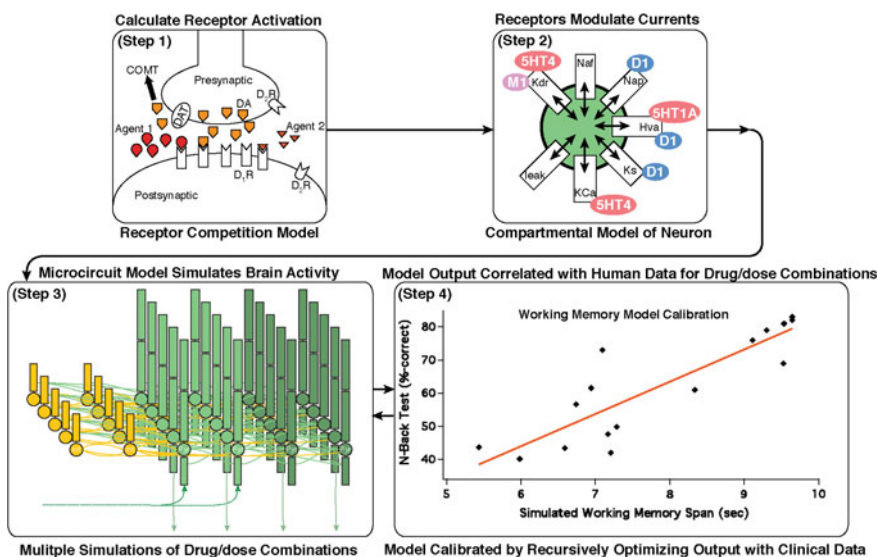 Calculate Receptor Activation
(Step 1)
COMT
Presynaptic
D2R
DAT
DA
Agent 1
Agent 2
D1R
D2R
Postsynaptic
Receptor Competition Model
Receptors Modulate Currents
(Step 2)
5HT4
M1
Kdr
Naf
Nap
D1
5HT1A
Hva
D1
Ks
D1
KCa
5HT4
leak
Compartmental Model of Neuron
Microcircuit Model Simulates Brain Activity
(Step 3)
Mulitple Simulations of Drug/dose Combinations
Model Output Correlated with Human Data for Drug/dose Combinations
(Step 4)
Working Memory Model Calibration
N-Back Test (%-correct)
80
70
60
50
40
5 6 7 8 9 10
Simulated Working Memory Span (sec)
Model Calibrated by Recursively Optimizing Output with Clinical Data